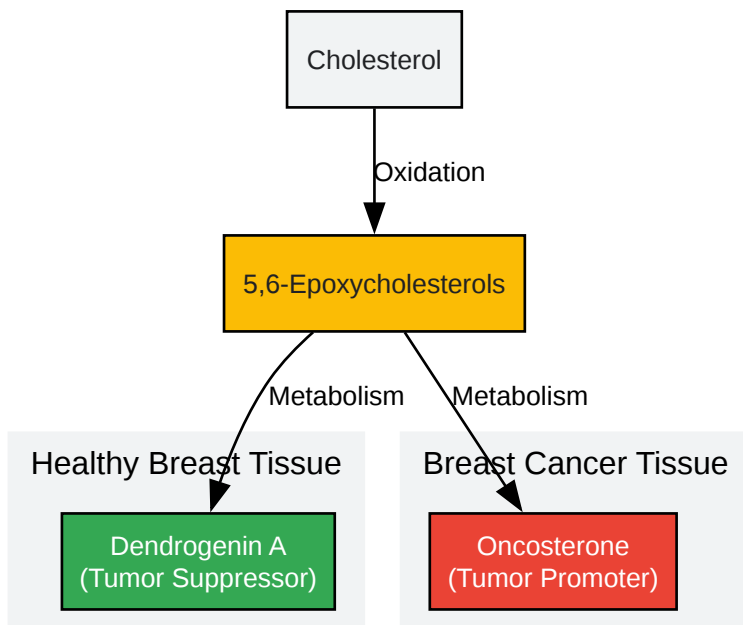 Cholesterol
Oxidation
5,6-Epoxycholesterols
Metabolism
Metabolism
Healthy Breast Tissue
Breast Cancer Tissue
Dendrogenin A
(Tumor Suppressor)
Oncosterone
(Tumor Promoter)